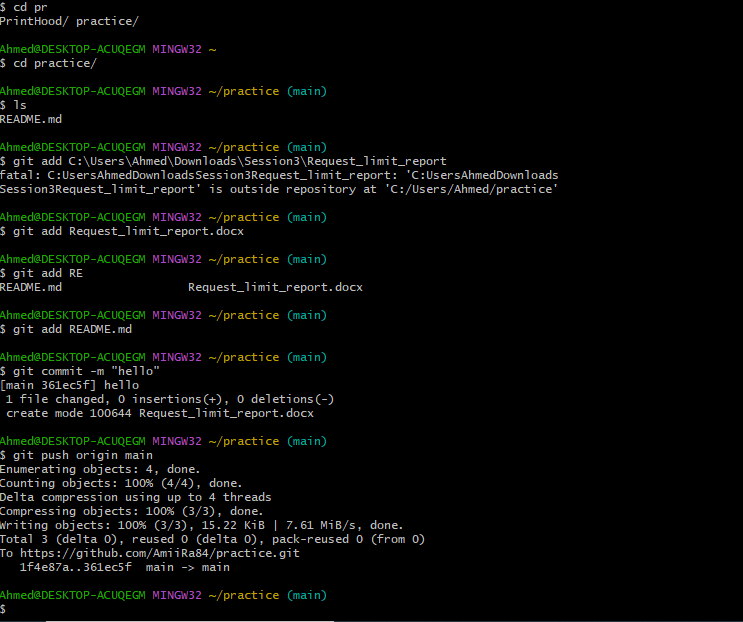 $ cd pr
PrintHood/ practice/
Ahmed@DESKTOP-ACUQEGM MINGW32 ~
$ cd practice/
Ahmed@DESKTOP-ACUQEGM MINGW32 ~/practice (main)
$ ls
README.md
Ahmed@DESKTOP-ACUQEGM MINGW32 ~/practice (main)
$ git add C:\Users\Ahmed\Downloads\Session3\Request_limit_report
fatal: C:UsersAhmedDownloadsSession3Request_limit_report: 'C:UsersAhmedDownloads
Session3Request_limit_report' is outside repository at 'C:/Users/Ahmed/practice'
Ahmed@DESKTOP-ACUQEGM MINGW32 ~/practice (main)
$ git add Request_limit_report.docx
Ahmed@DESKTOP-ACUQEGM MINGW32 ~/practice (main)
$ git add RE
README.md                  Request_limit_report.docx
Ahmed@DESKTOP-ACUQEGM MINGW32 ~/practice (main)
$ git add README.md
Ahmed@DESKTOP-ACUQEGM MINGW32 ~/practice (main)
$ git commit -m "hello"
[main 361ec5f] hello
 1 file changed, 0 insertions(+), 0 deletions(-)
 create mode 100644 Request_limit_report.docx
Ahmed@DESKTOP-ACUQEGM MINGW32 ~/practice (main)
$ git push origin main
Enumerating objects: 4, done.
Counting objects: 100% (4/4), done.
Delta compression using up to 4 threads
Compressing objects: 100% (3/3), done.
Writing objects: 100% (3/3), 15.22 KiB | 7.61 MiB/s, done.
Total 3 (delta 0), reused 0 (delta 0), pack-reused 0 (from 0)
To https://github.com/AmiiRa84/practice.git
   1f4e87a..361ec5f  main -> main
Ahmed@DESKTOP-ACUQEGM MINGW32 ~/practice (main)
$